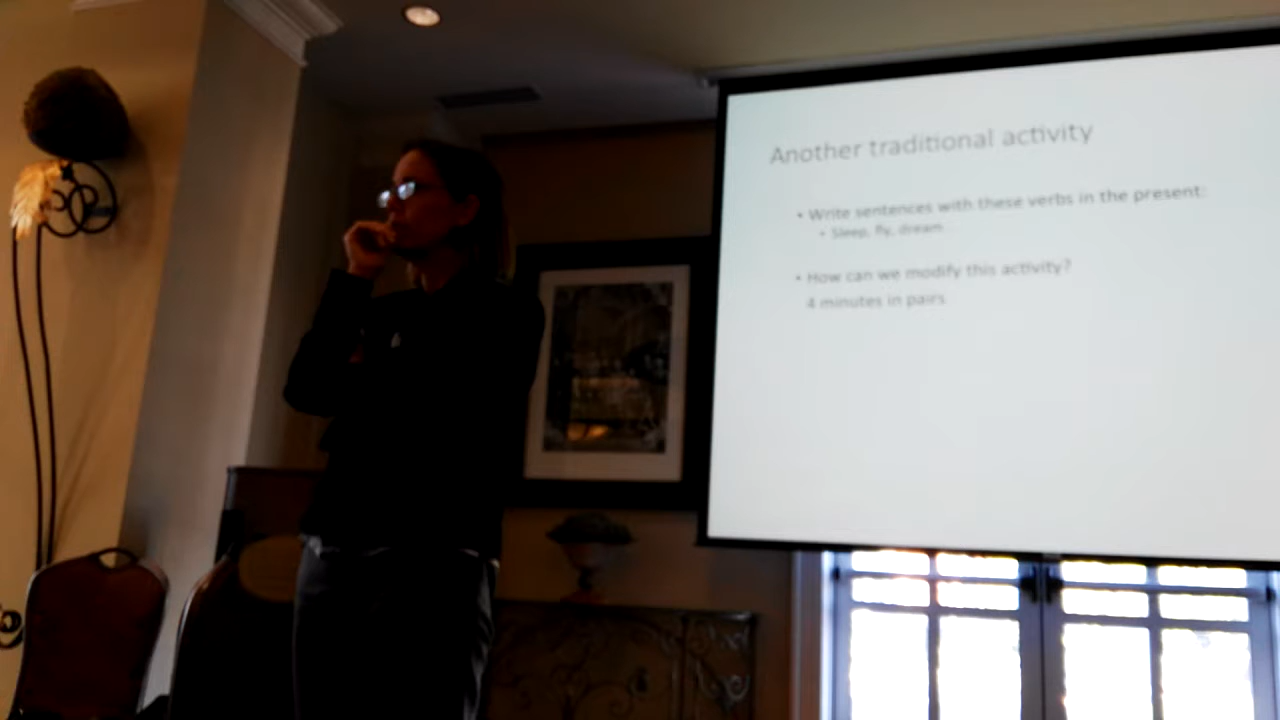 Another traditional activity
• Write sentences with these verbs in the present:
• Sleep, fly, dream
• How can we modify this activity?
4 minutes in pairs